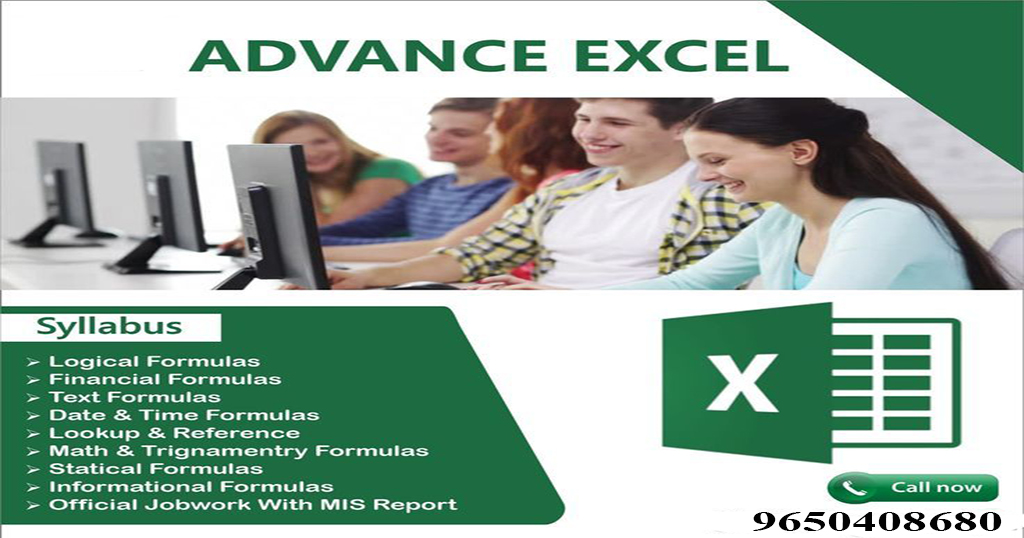 ADVANCE EXCEL
Syllabus
➢ Logical Formulas
➢ Financial Formulas
➢ Text Formulas
➢ Date & Time Formulas
➢ Lookup & Reference
➢ Math & Trignamentry Formulas
➢ Statical Formulas
➢ Informational Formulas
➢ Official Jobwork With MIS Report
X
Call now
9650408680